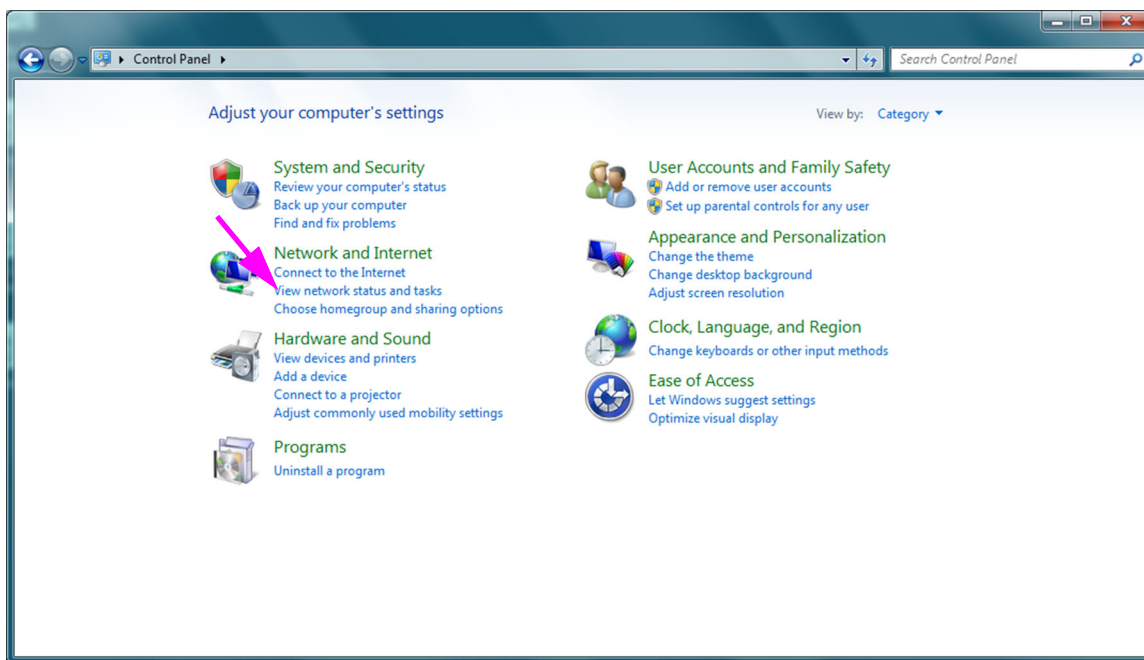 Control Panel
Search Control Panel
Adjust your computer's settings
View by: Category
System and Security
Review your computer's status
Back up your computer
Find and fix problems
Network and Internet
Connect to the Internet
View network status and tasks
Choose homegroup and sharing options
Hardware and Sound
View devices and printers
Add a device
Connect to a projector
Adjust commonly used mobility settings
Programs
Uninstall a program
User Accounts and Family Safety
Add or remove user accounts
Set up parental controls for any user
Appearance and Personalization
Change the theme
Change desktop background
Adjust screen resolution
Clock, Language, and Region
Change keyboards or other input methods
Ease of Access
Let Windows suggest settings
Optimize visual display